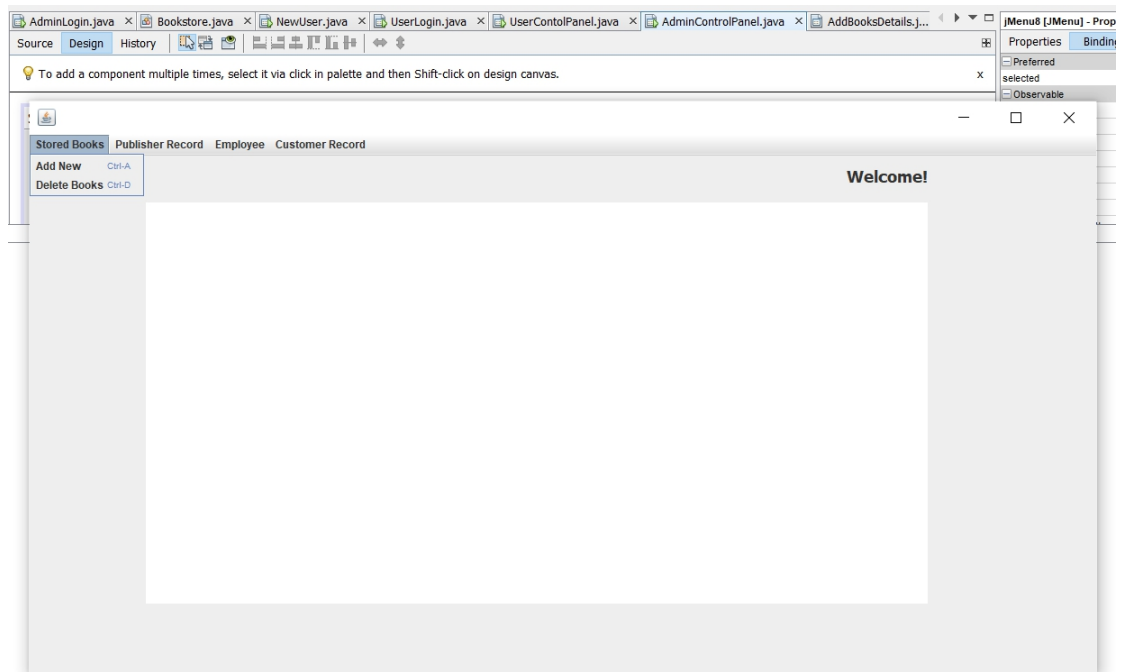 AdminLogin.java Bookstore.java NewUser.java UserLogin.java UserContolPanel.java AdminControlPanel.java AddBooksDetails.j... jMenu8 [JMenu] - Prop
Source Design History Properties Binding
To add a component multiple times, select it via click in palette and then Shift-click on design canvas. x
Preferred
selected
Observable
Stored Books Publisher Record Employee Customer Record
Add New Ctrl-A
Delete Books Ctrl-D
Welcome!